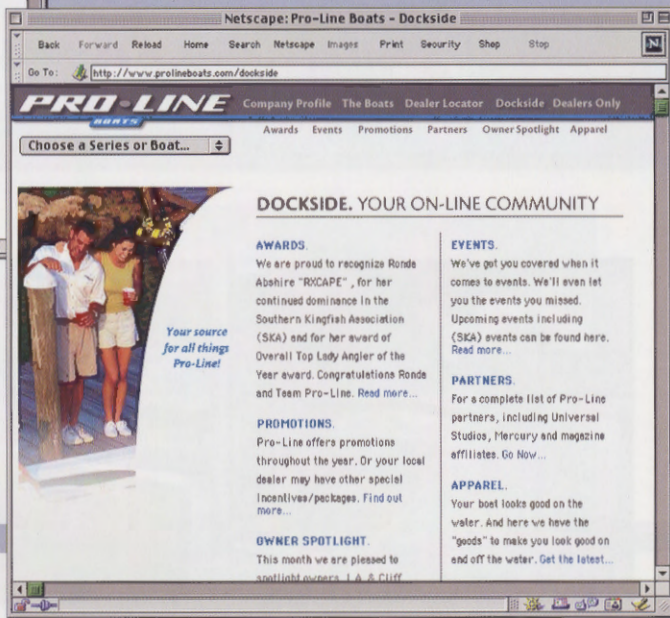 Netscape: Pro-Line Boats - Dockside
Back Forward Reload Home Search Netscape Images Print Security Shop Stop
N
Go To: http://www.prolineboats.com/dockside
PRO-LINE
BOATS
Company Profile The Boats Dealer Locator Dockside Dealers Only
Awards Events Promotions Partners Owner Spotlight Apparel
Choose a Series or Boat...
Your source
for all things
Pro-Line!
DOCKSIDE. YOUR ON-LINE COMMUNITY
AWARDS.
We are proud to recognize Ronda
Abshire "RXCAPE" , for her
continued dominance in the
Southern Kingfish Association
(SKA) and for her award of
Overall Top Lady Angler of the
Year award. Congratulations Ronda
and Team Pro-Line. Read more...
PROMOTIONS.
Pro-Line offers promotions
throughout the year. Or your local
dealer may have other special
incentives/packages. Find out
more...
OWNER SPOTLIGHT.
This month we are pleased to
spotlight owners, J.A. & Cliff
EVENTS.
We've got you covered when it
comes to events. We'll even let
you the events you missed.
Upcoming events including
(SKA) events can be found here.
Read more...
PARTNERS.
For a complete list of Pro-Line
partners, including Universal
Studios, Mercury and magazine
affiliates. Go Now...
APPAREL.
Your boat looks good on the
water. And here we have the
"goods" to make you look good on
and off the water. Get the latest...